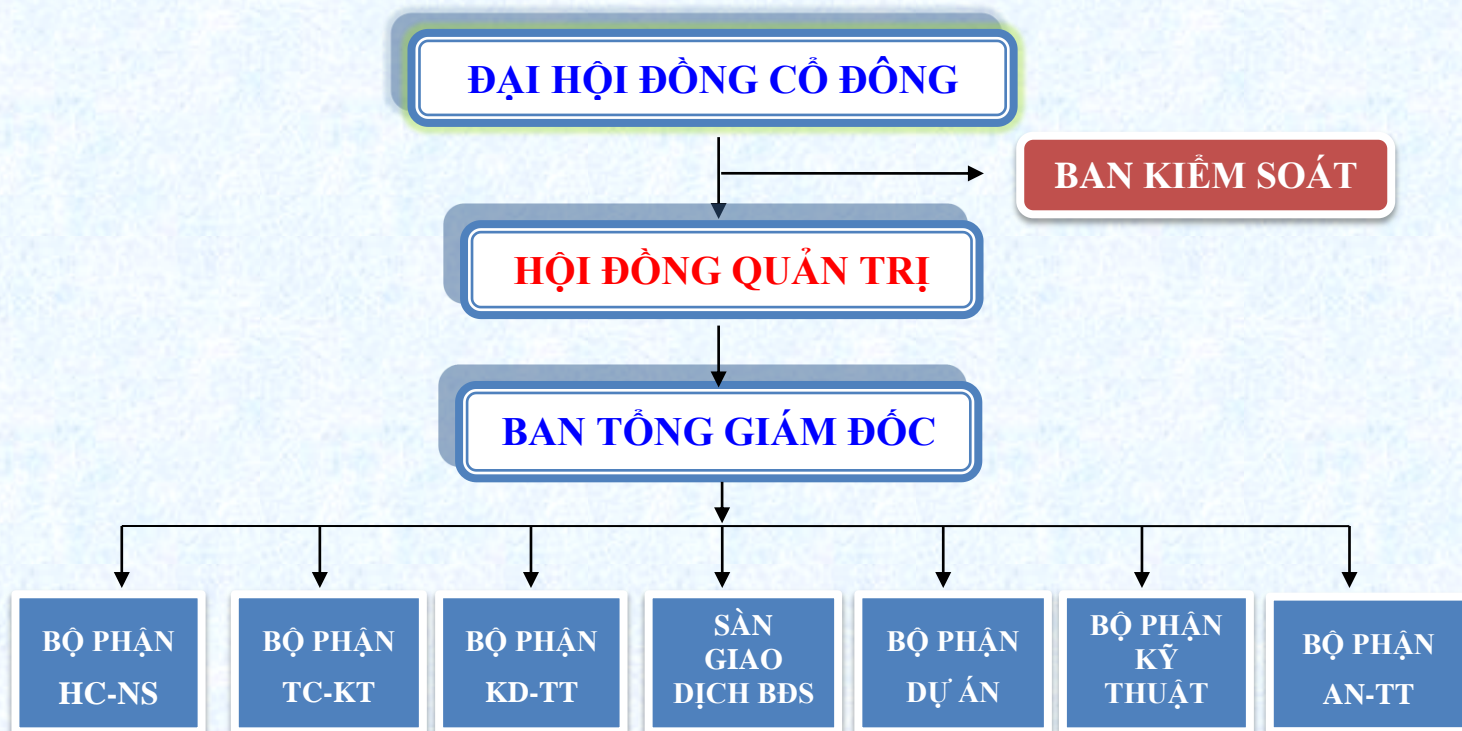 ĐẠI HỘI ĐỒNG CỔ ĐÔNG
BAN KIỂM SOÁT
HỘI ĐỒNG QUẢN TRỊ
BAN TỔNG GIÁM ĐỐC
BỘ PHẬN
HC-NS
BỘ PHẬN
TC-KT
BỘ PHẬN
KD-TT
SÀN
GIAO
DỊCH BĐS
BỘ PHẬN
DỰ ÁN
BỘ PHẬN
KỸ
THUẬT
BỘ PHẬN
AN-TT